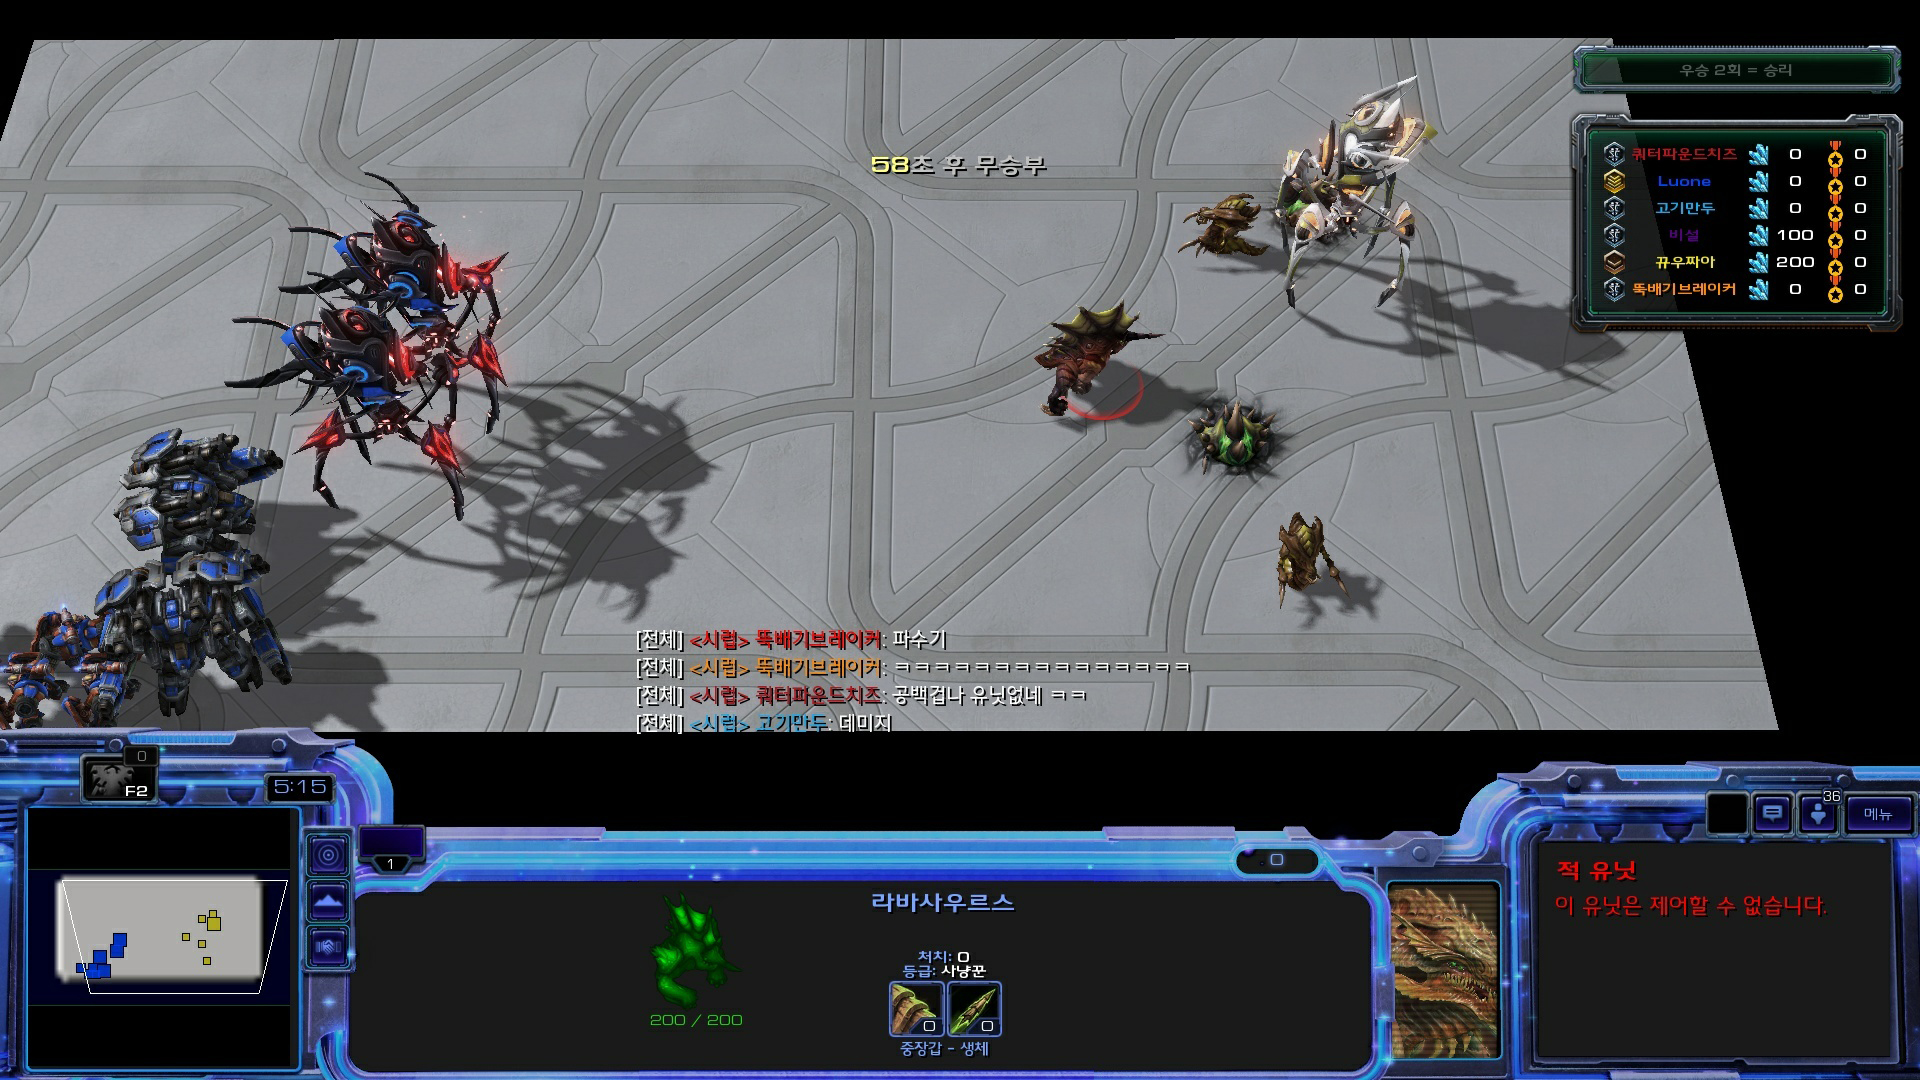 우승 2회 = 승리
58초 후 무승부
쿼터파운드치즈 0 0
Luone 0 0
고기만두 0 0
비설 100 0
뀨우짜아 200 0
뚝배기브레이커 0 0
[전체] <시럽> 뚝배기브레이커: 파수기
[전체] <시럽> 뚝배기브레이커: ㅋㅋㅋㅋㅋㅋㅋㅋㅋㅋㅋㅋㅋㅋㅋ
[전체] <시럽> 쿼터파운드치즈: 공백겁나 유닛없네 ㅋㅋ
[전체] <시럽> 고기만두: 데미지
0
F2
5:15
1
0
36
메뉴
라바사우르스
처치: 0
등급: 사냥꾼
0 0
중장갑 - 생체
200 / 200
적 유닛
이 유닛은 제어할 수 없습니다.